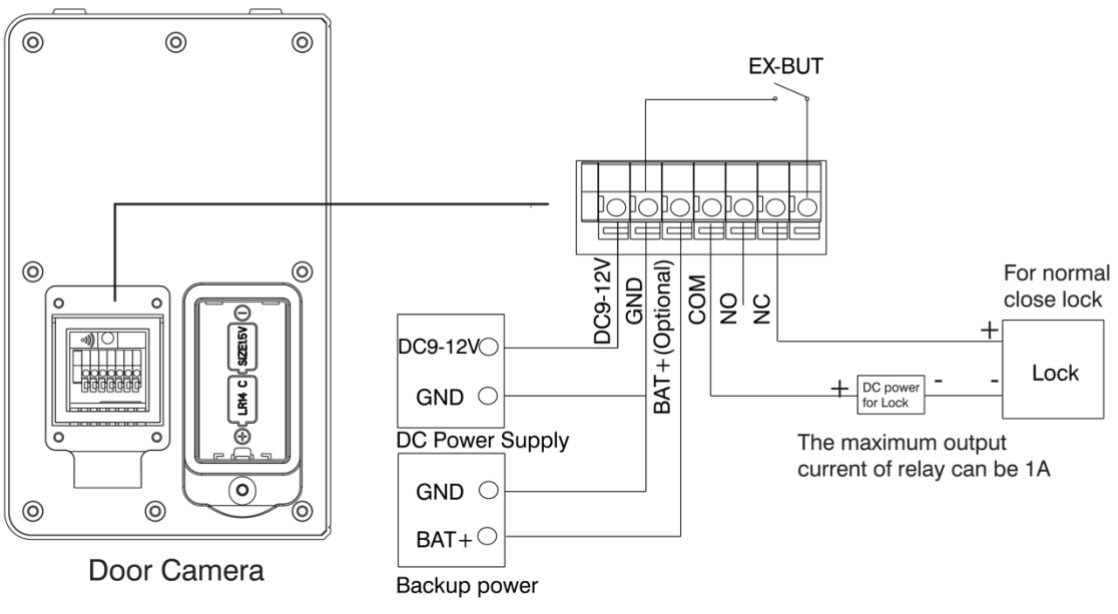 EX-BUT
DC9-12V
GND
BAT+(Optional)
COM
NO
NC
For normal
close lock
+
-
Lock
+
DC power
for Lock
-
The maximum output
current of relay can be 1A
DC9-12V
GND
DC Power Supply
GND
BAT+
Backup power
SIZE1.5V
LR14 C
Door Camera